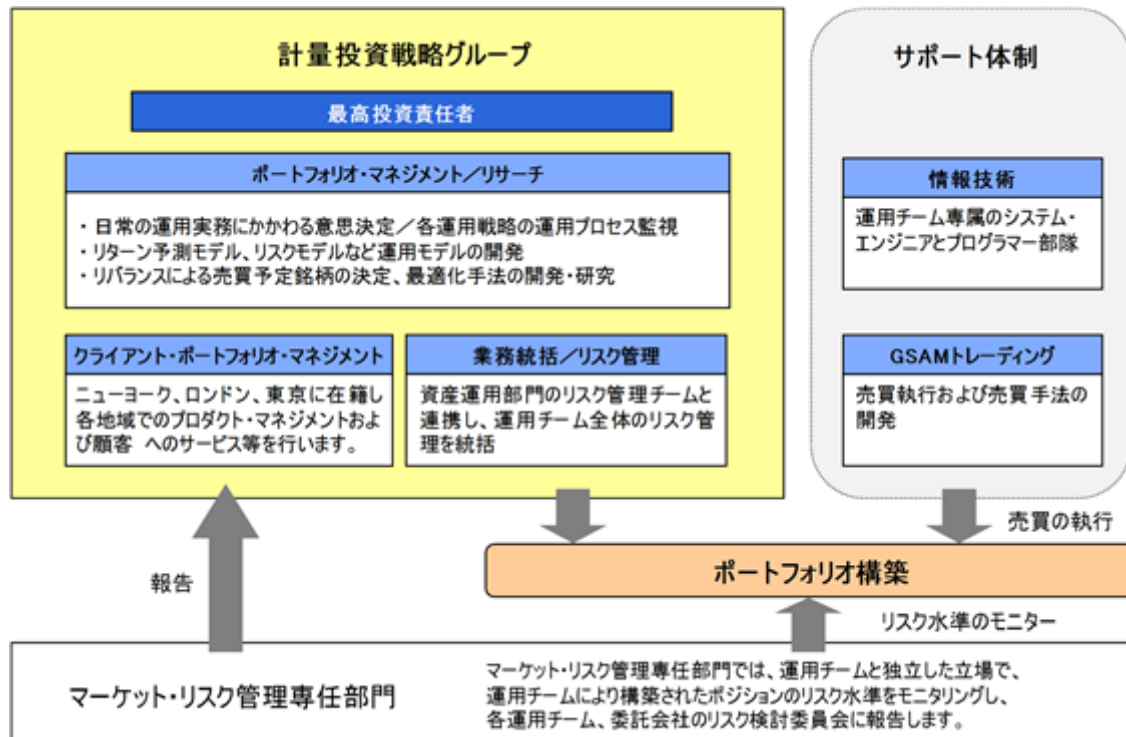 計量投資戦略グループ
最高投資責任者
ポートフォリオ・マネジメント／リサーチ
・日常の運用実務にかかわる意思決定／各運用戦略の運用プロセス監視
・リターン予測モデル、リスクモデルなど運用モデルの開発
・リバランスによる売買予定銘柄の決定、最適化手法の開発・研究
クライアント・ポートフォリオ・マネジメント
ニューヨーク、ロンドン、東京に在籍し
各地域でのプロダクト・マネジメントおよ
び顧客 へのサービス等を行います。
業務統括／リスク管理
資産運用部門のリスク管理チームと
連携し、運用チーム全体のリスク管
理を統括
サポート体制
情報技術
運用チーム専属のシステム・
エンジニアとプログラマー部隊
GSAMトレーディング
売買執行および売買手法の
開発
売買の執行
ポートフォリオ構築
報告
リスク水準のモニター
マーケット・リスク管理専任部門
マーケット・リスク管理専任部門では、運用チームと独立した立場で、
運用チームにより構築されたポジションのリスク水準をモニタリングし、
各運用チーム、委託会社のリスク検討委員会に報告します。